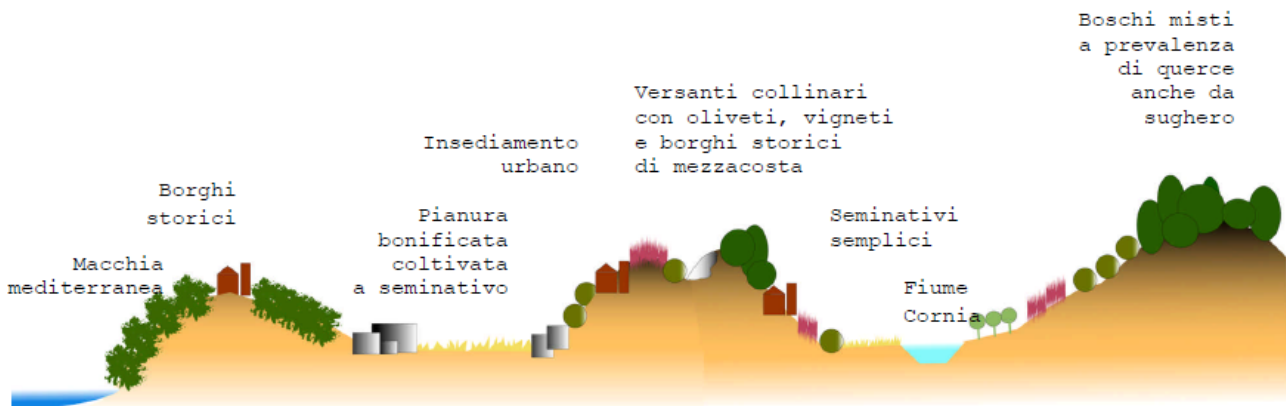 Macchia
mediterranea
Borghi
storici
Pianura
bonificata
coltivata
a seminativo
Insediamento
urbano
Versanti collinari
con oliveti, vigneti
e borghi storici
di mezzacosta
Seminativi
semplici
Fiume
Cornia
Boschi misti
a prevalenza
di querce
anche da
sughero